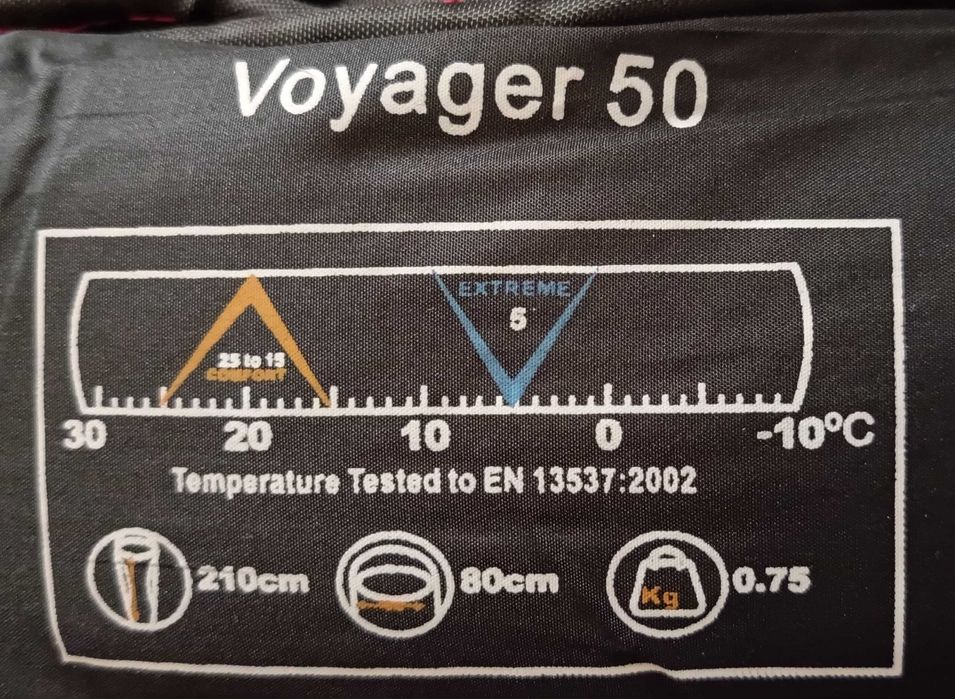 Voyager 50
EXTREME
5
25 to 15
COMFORT
30 20 10 0 -10ºC
Temperature Tested to EN 13537:2002
210cm 80cm Kg 0.75